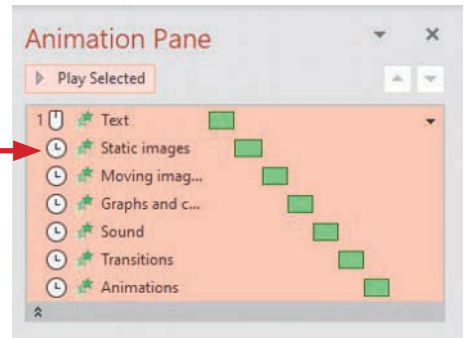 Animation Pane
Play Selected
1 Text
Static images
Moving imag...
Graphs and c...
Sound
Transitions
Animations